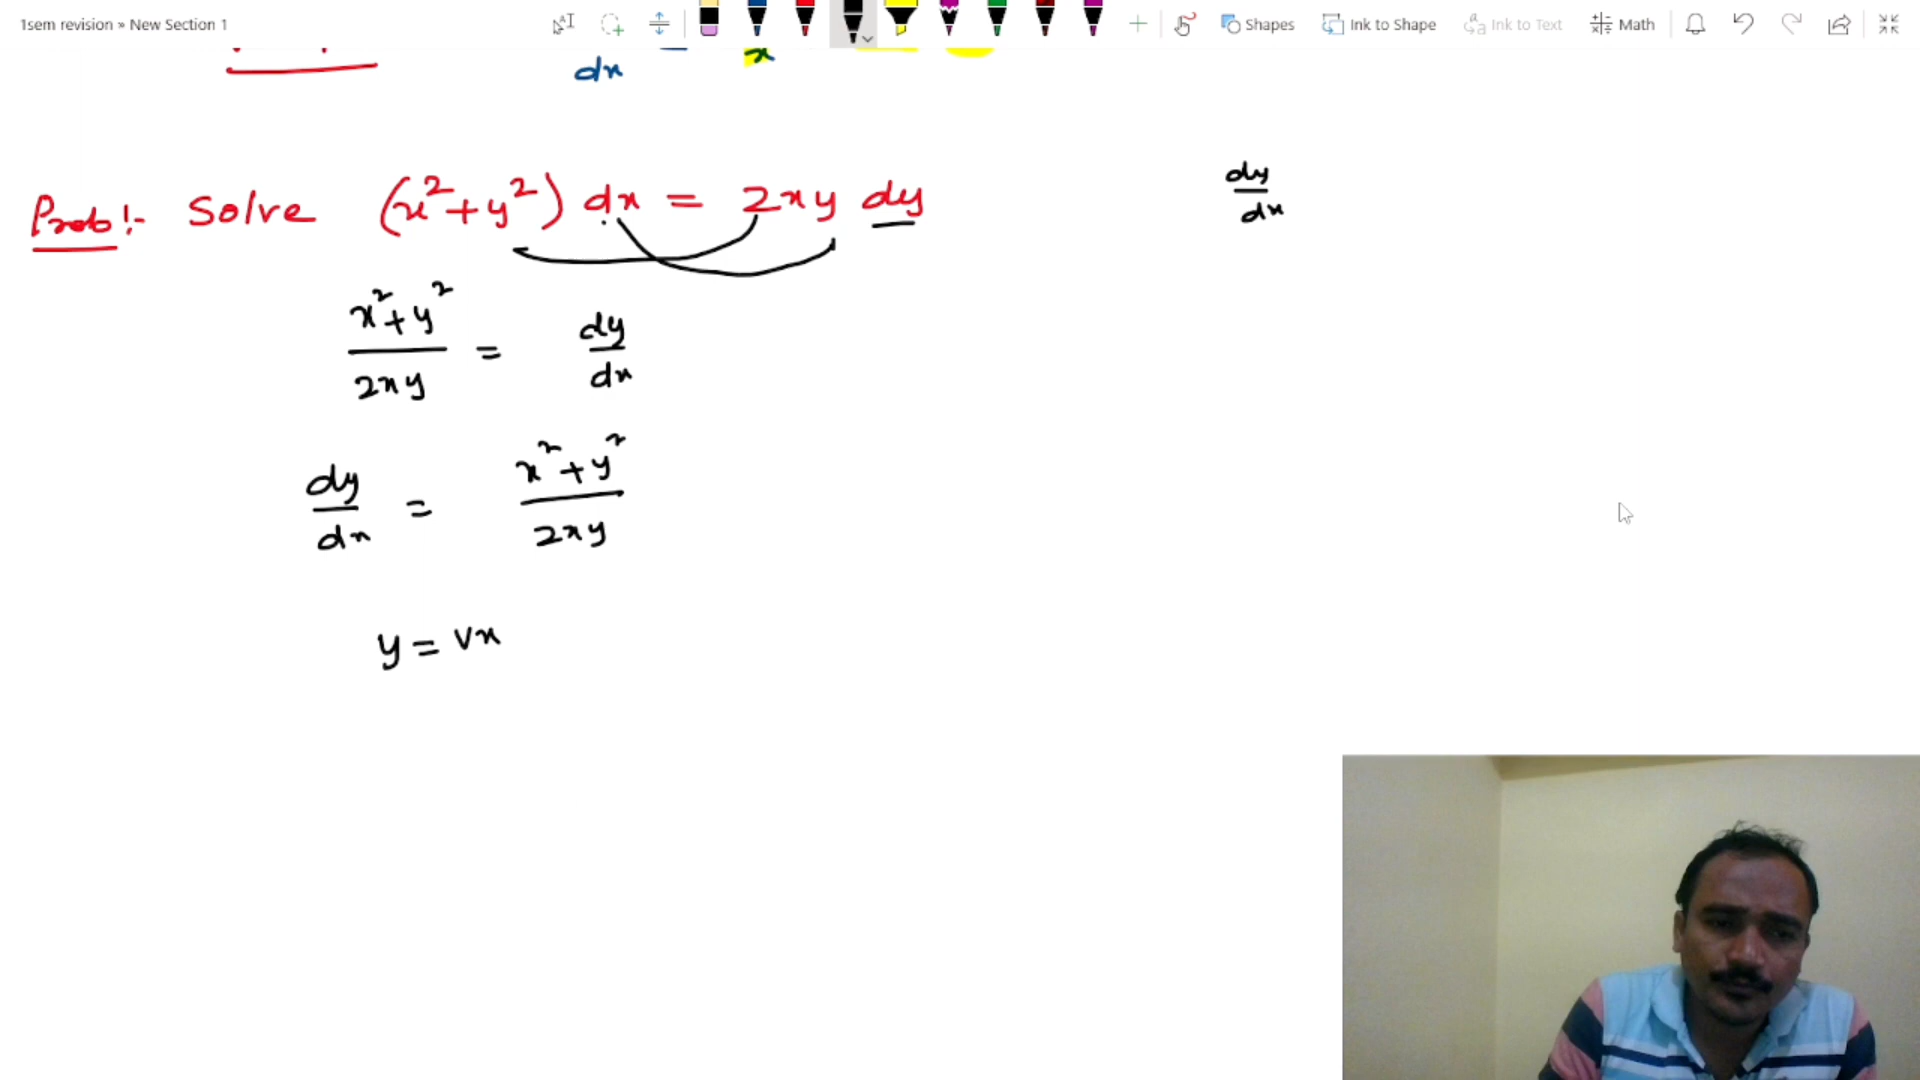 1sem revision » New Section 1
Shapes
Ink to Shape
Ink to Text
Math
dx
x
Prob:- Solve (x²+y²) dx = 2xy dy
dy
dx
x²+y²
2xy
=
dy
dx
dy
dx
=
x²+y²
2xy
y = vx